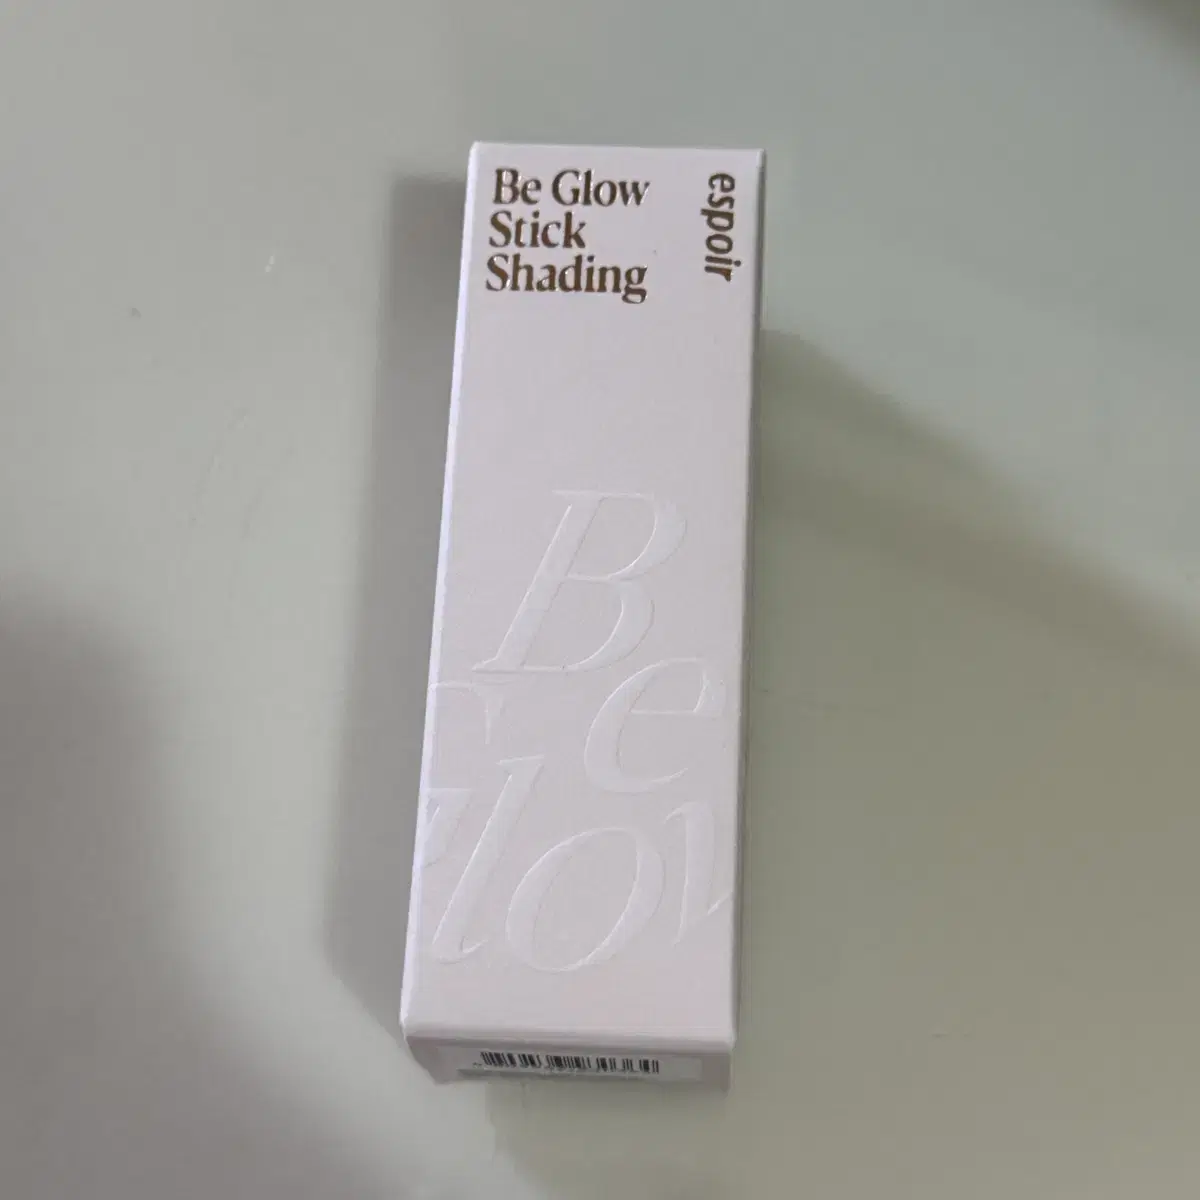 Be Glow
Stick
Shading
espoir
Be
Glow